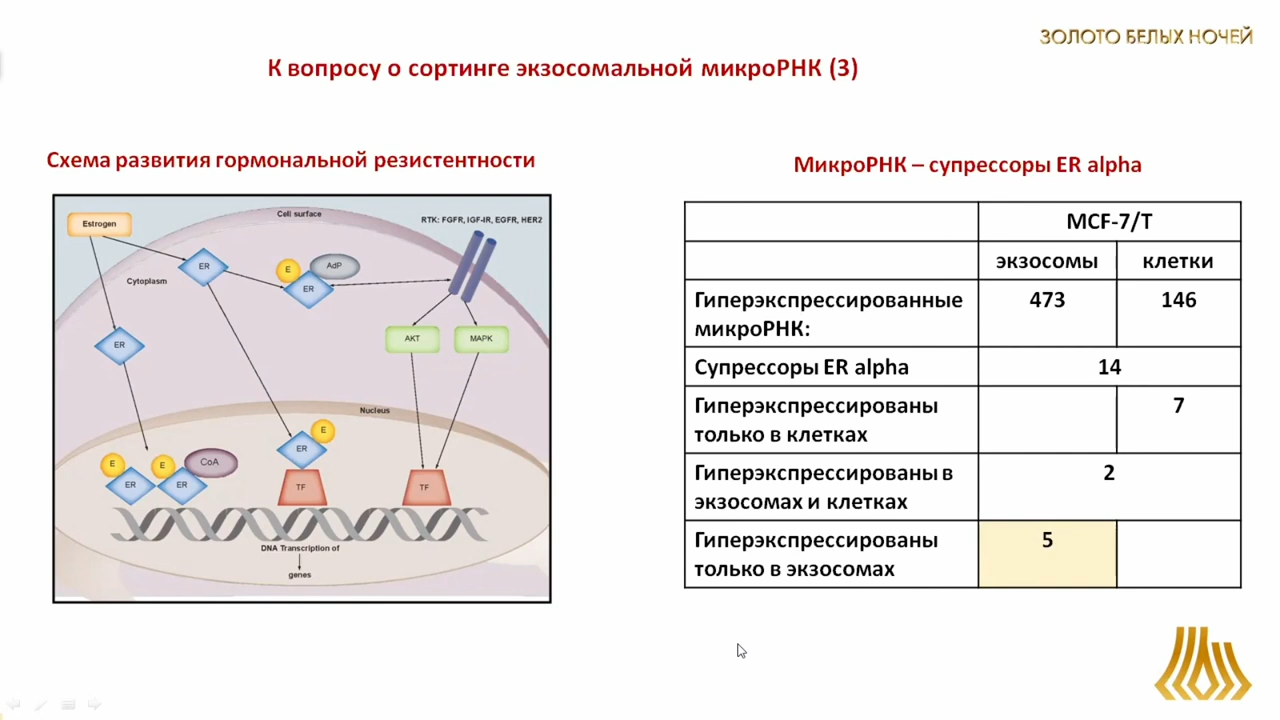 ЗОЛОТО БЕЛЫХ НОЧЕЙ
К вопросу о сортинге экзосомальной микроРНК (3)
Схема развития гормональной резистентности
Estrogen
Cell surface
RTK: FGFR, IGF-IR, EGFR, HER2
ER
E
AdP
ER
Cytoplasm
ER
AKT
MAPK
Nucleus
E
ER
TF
TF
E
E
CoA
ER
ER
DNA Transcription of
genes
МикроРНК – супрессоры ER alpha
MCF-7/T
экзосомы клетки
Гиперэкспрессированные 473 146
микроРНК:
Супрессоры ER alpha 14
Гиперэкспрессированы 7
только в клетках
Гиперэкспрессированы в 2
экзосомах и клетках
Гиперэкспрессированы 5
только в экзосомах